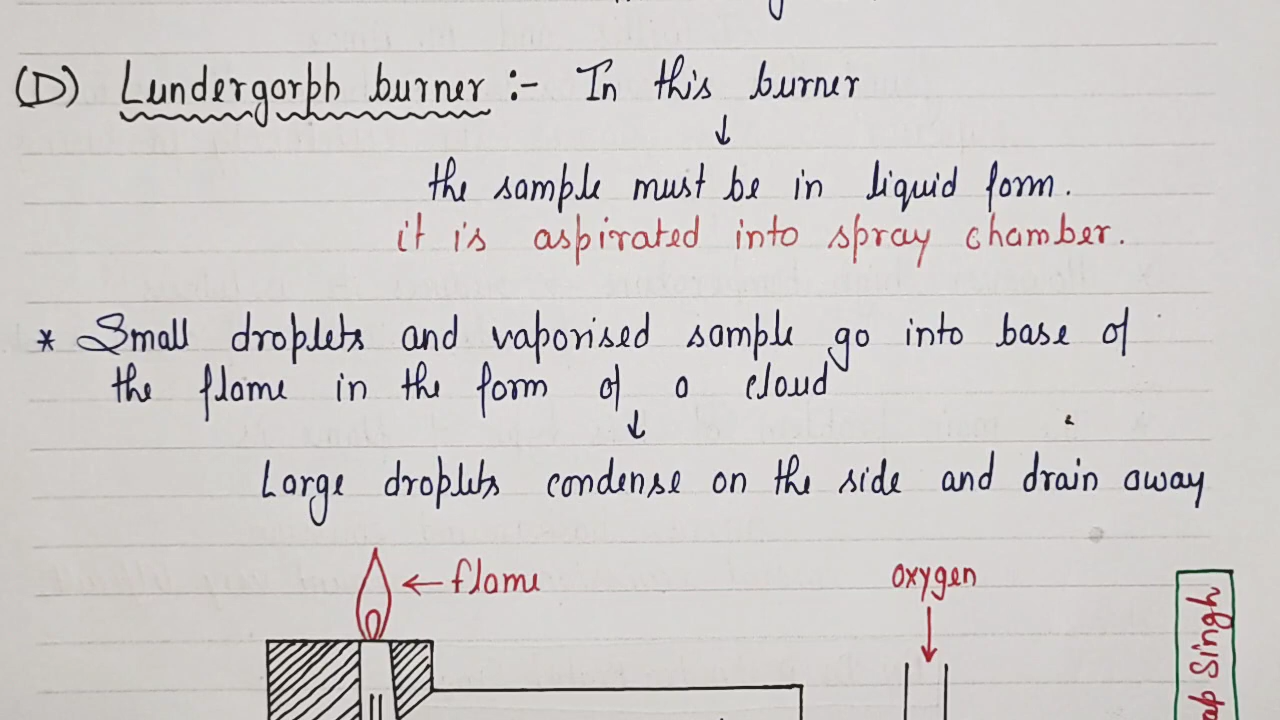 (D) Lundergorph burner :- In this burner
↓
the sample must be in liquid form.
it is aspirated into spray chamber.
* Small droplets and vaporised sample go into base of
the flame in the form of a cloud
↓
Large droplets condense on the side and drain away
← flame
oxygen
Singh